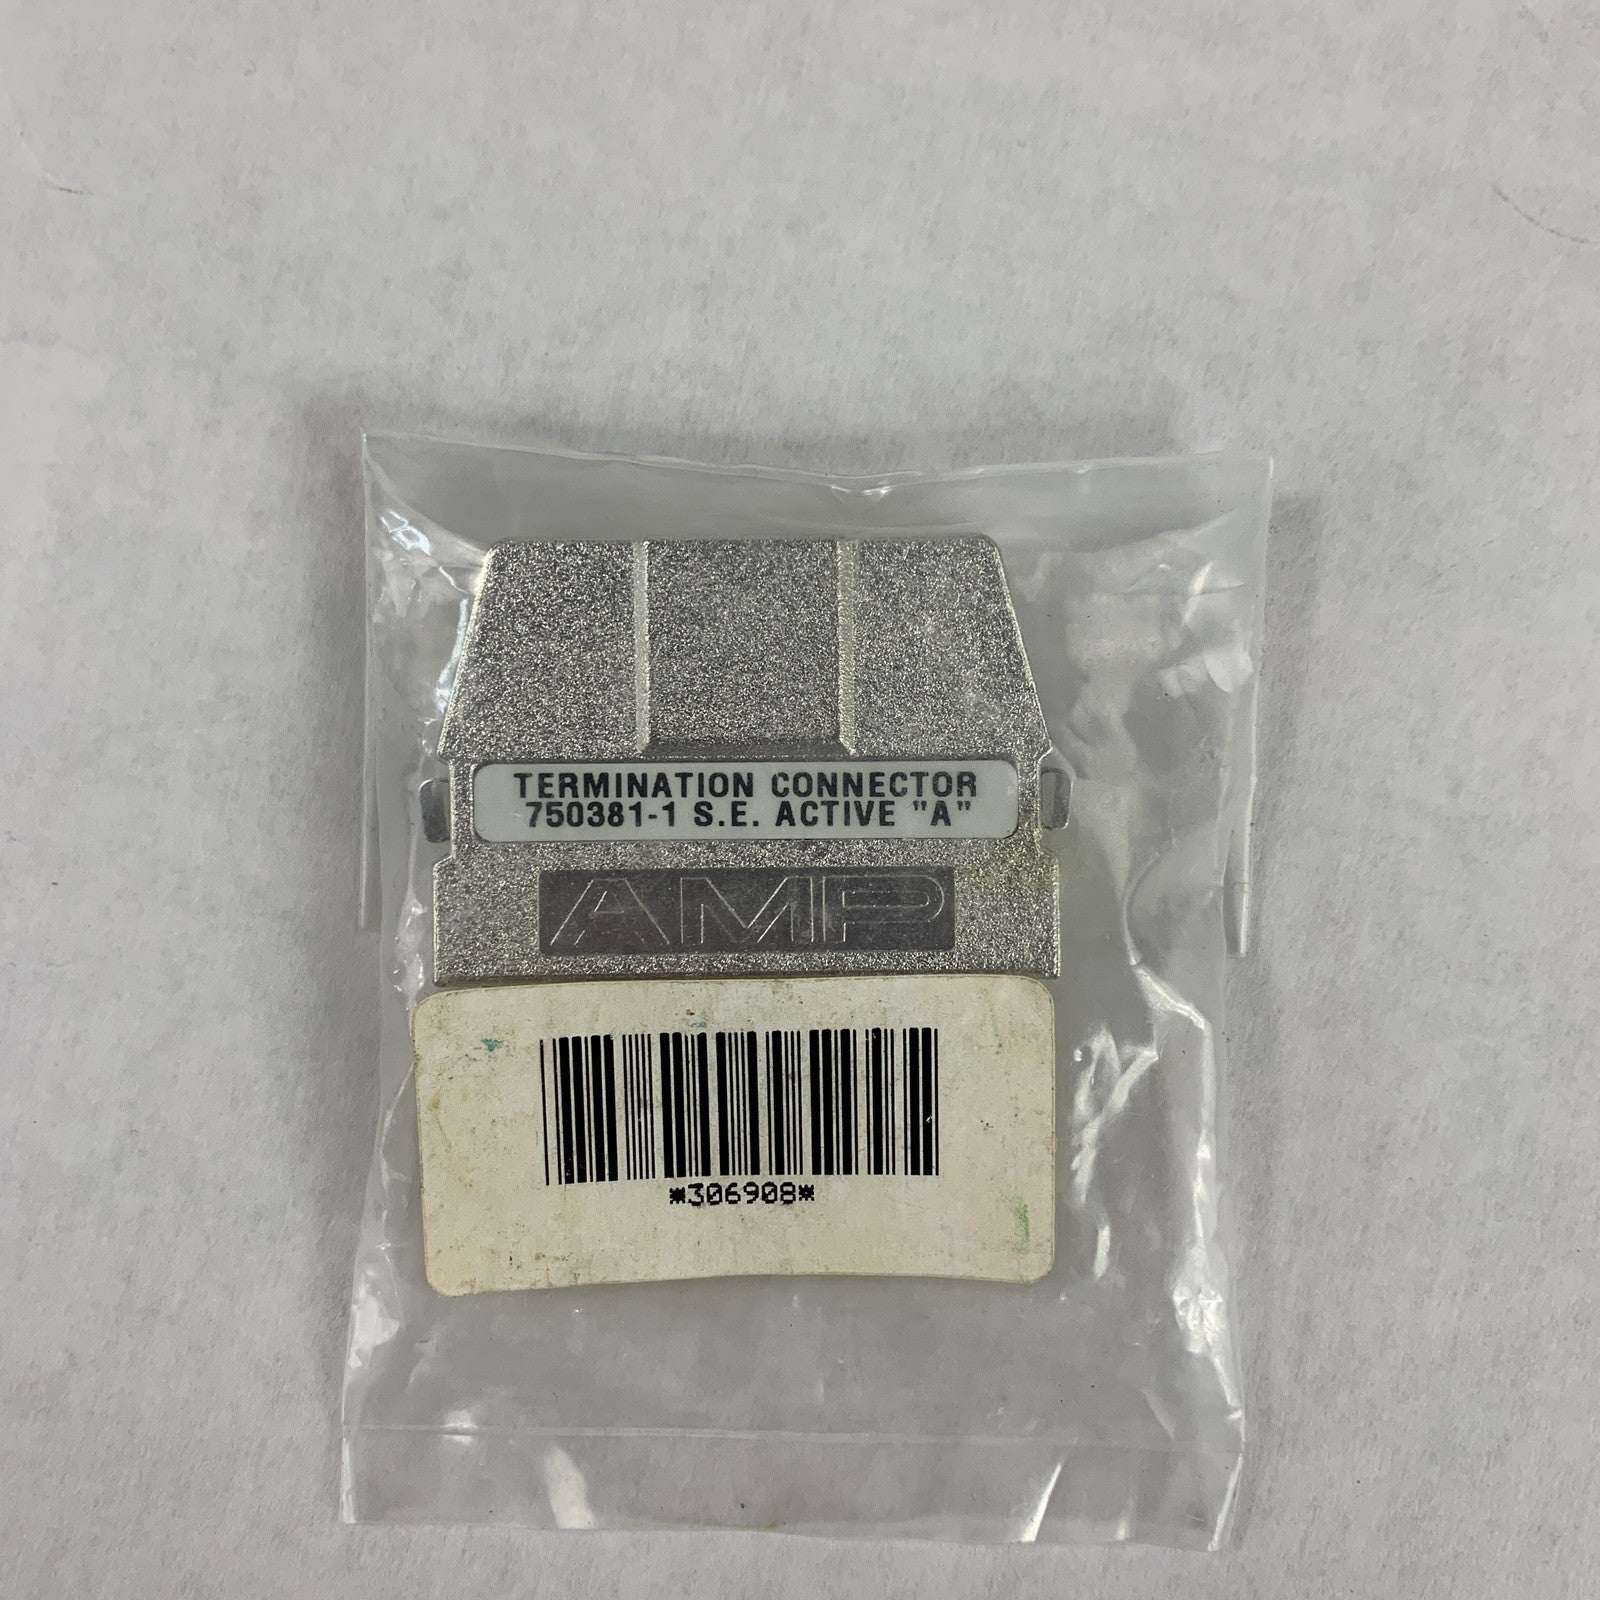 TERMINATION CONNECTOR
750381-1 S.E. ACTIVE "A"
AMP
*306908*